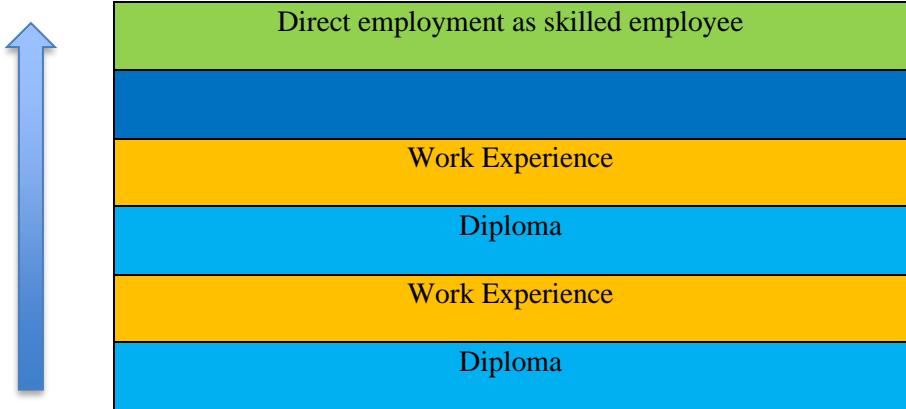 Direct employment as skilled employee
Work Experience
Diploma
Work Experience
Diploma